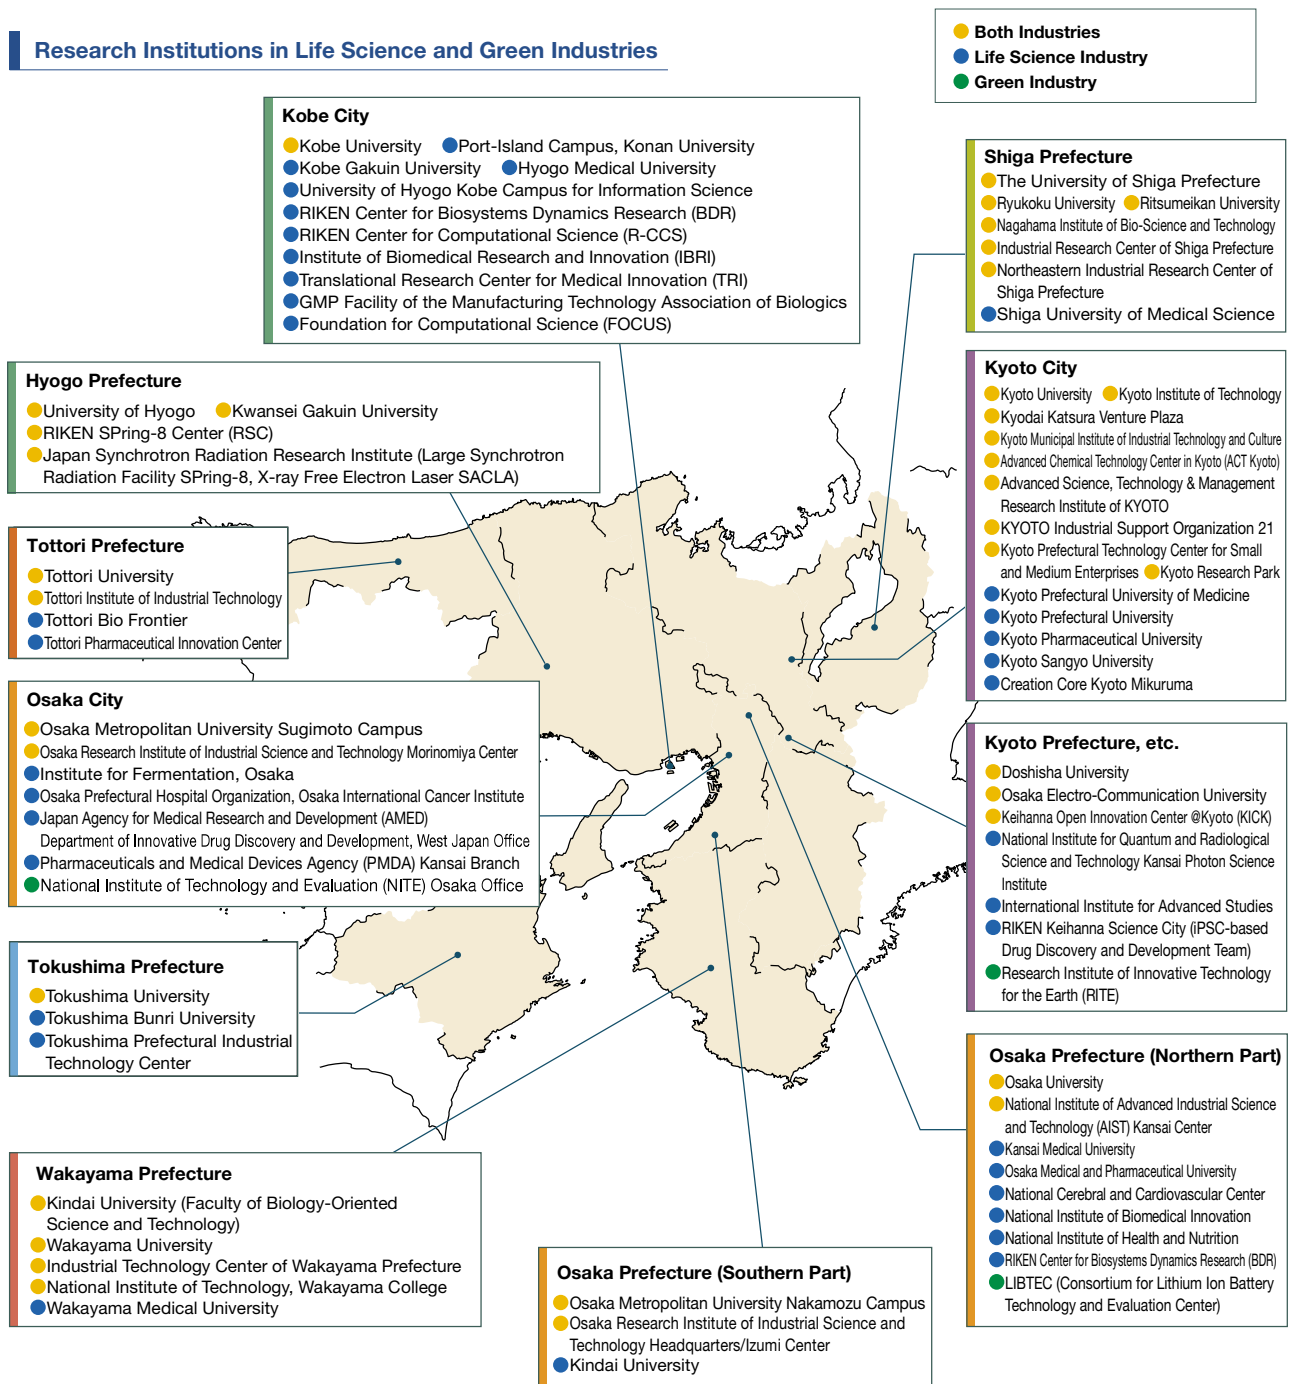 Research Institutions in Life Science and Green Industries
Both Industries
Life Science Industry
Green Industry
Kobe City
Kobe University Port-Island Campus, Konan University
Kobe Gakuin University Hyogo Medical University
University of Hyogo Kobe Campus for Information Science
RIKEN Center for Biosystems Dynamics Research (BDR)
RIKEN Center for Computational Science (R-CCS)
Institute of Biomedical Research and Innovation (IBRI)
Translational Research Center for Medical Innovation (TRI)
GMP Facility of the Manufacturing Technology Association of Biologics
Foundation for Computational Science (FOCUS)
Shiga Prefecture
The University of Shiga Prefecture
Ryukoku University Ritsumeikan University
Nagahama Institute of Bio-Science and Technology
Industrial Research Center of Shiga Prefecture
Northeastern Industrial Research Center of
Shiga Prefecture
Shiga University of Medical Science
Hyogo Prefecture
University of Hyogo Kwansei Gakuin University
RIKEN SPring-8 Center (RSC)
Japan Synchrotron Radiation Research Institute (Large Synchrotron
Radiation Facility SPring-8, X-ray Free Electron Laser SACLA)
Kyoto City
Kyoto University Kyoto Institute of Technology
Kyodai Katsura Venture Plaza
Kyoto Municipal Institute of Industrial Technology and Culture
Advanced Chemical Technology Center in Kyoto (ACT Kyoto)
Advanced Science, Technology & Management
Research Institute of KYOTO
KYOTO Industrial Support Organization 21
Kyoto Prefectural Technology Center for Small
and Medium Enterprises Kyoto Research Park
Kyoto Prefectural University of Medicine
Kyoto Prefectural University
Kyoto Pharmaceutical University
Kyoto Sangyo University
Creation Core Kyoto Mikuruma
Tottori Prefecture
Tottori University
Tottori Institute of Industrial Technology
Tottori Bio Frontier
Tottori Pharmaceutical Innovation Center
Osaka City
Osaka Metropolitan University Sugimoto Campus
Osaka Research Institute of Industrial Science and Technology Morinomiya Center
Institute for Fermentation, Osaka
Osaka Prefectural Hospital Organization, Osaka International Cancer Institute
Japan Agency for Medical Research and Development (AMED)
Department of Innovative Drug Discovery and Development, West Japan Office
Pharmaceuticals and Medical Devices Agency (PMDA) Kansai Branch
National Institute of Technology and Evaluation (NITE) Osaka Office
Kyoto Prefecture, etc.
Doshisha University
Osaka Electro-Communication University
Keihanna Open Innovation Center @Kyoto (KICK)
National Institute for Quantum and Radiological
Science and Technology Kansai Photon Science
Institute
International Institute for Advanced Studies
RIKEN Keihanna Science City (iPSC-based
Drug Discovery and Development Team)
Research Institute of Innovative Technology
for the Earth (RITE)
Tokushima Prefecture
Tokushima University
Tokushima Bunri University
Tokushima Prefectural Industrial
Technology Center
Osaka Prefecture (Northern Part)
Osaka University
National Institute of Advanced Industrial Science
and Technology (AIST) Kansai Center
Kansai Medical University
Osaka Medical and Pharmaceutical University
National Cerebral and Cardiovascular Center
National Institute of Biomedical Innovation
National Institute of Health and Nutrition
RIKEN Center for Biosystems Dynamics Research (BDR)
LIBTEC (Consortium for Lithium Ion Battery
Technology and Evaluation Center)
Wakayama Prefecture
Kindai University (Faculty of Biology-Oriented
Science and Technology)
Wakayama University
Industrial Technology Center of Wakayama Prefecture
National Institute of Technology, Wakayama College
Wakayama Medical University
Osaka Prefecture (Southern Part)
Osaka Metropolitan University Nakamozu Campus
Osaka Research Institute of Industrial Science and
Technology Headquarters/Izumi Center
Kindai University